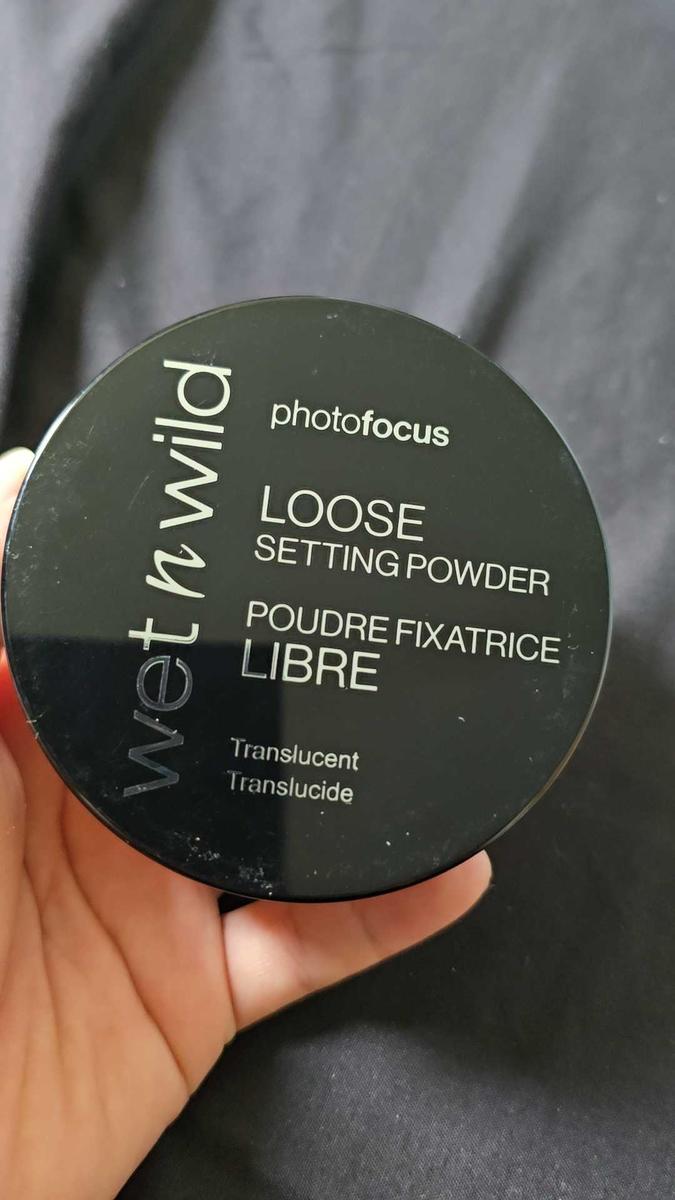 wet n wild
photofocus
LOOSE
SETTING POWDER
POUDRE FIXATRICE
LIBRE
Translucent
Translucide